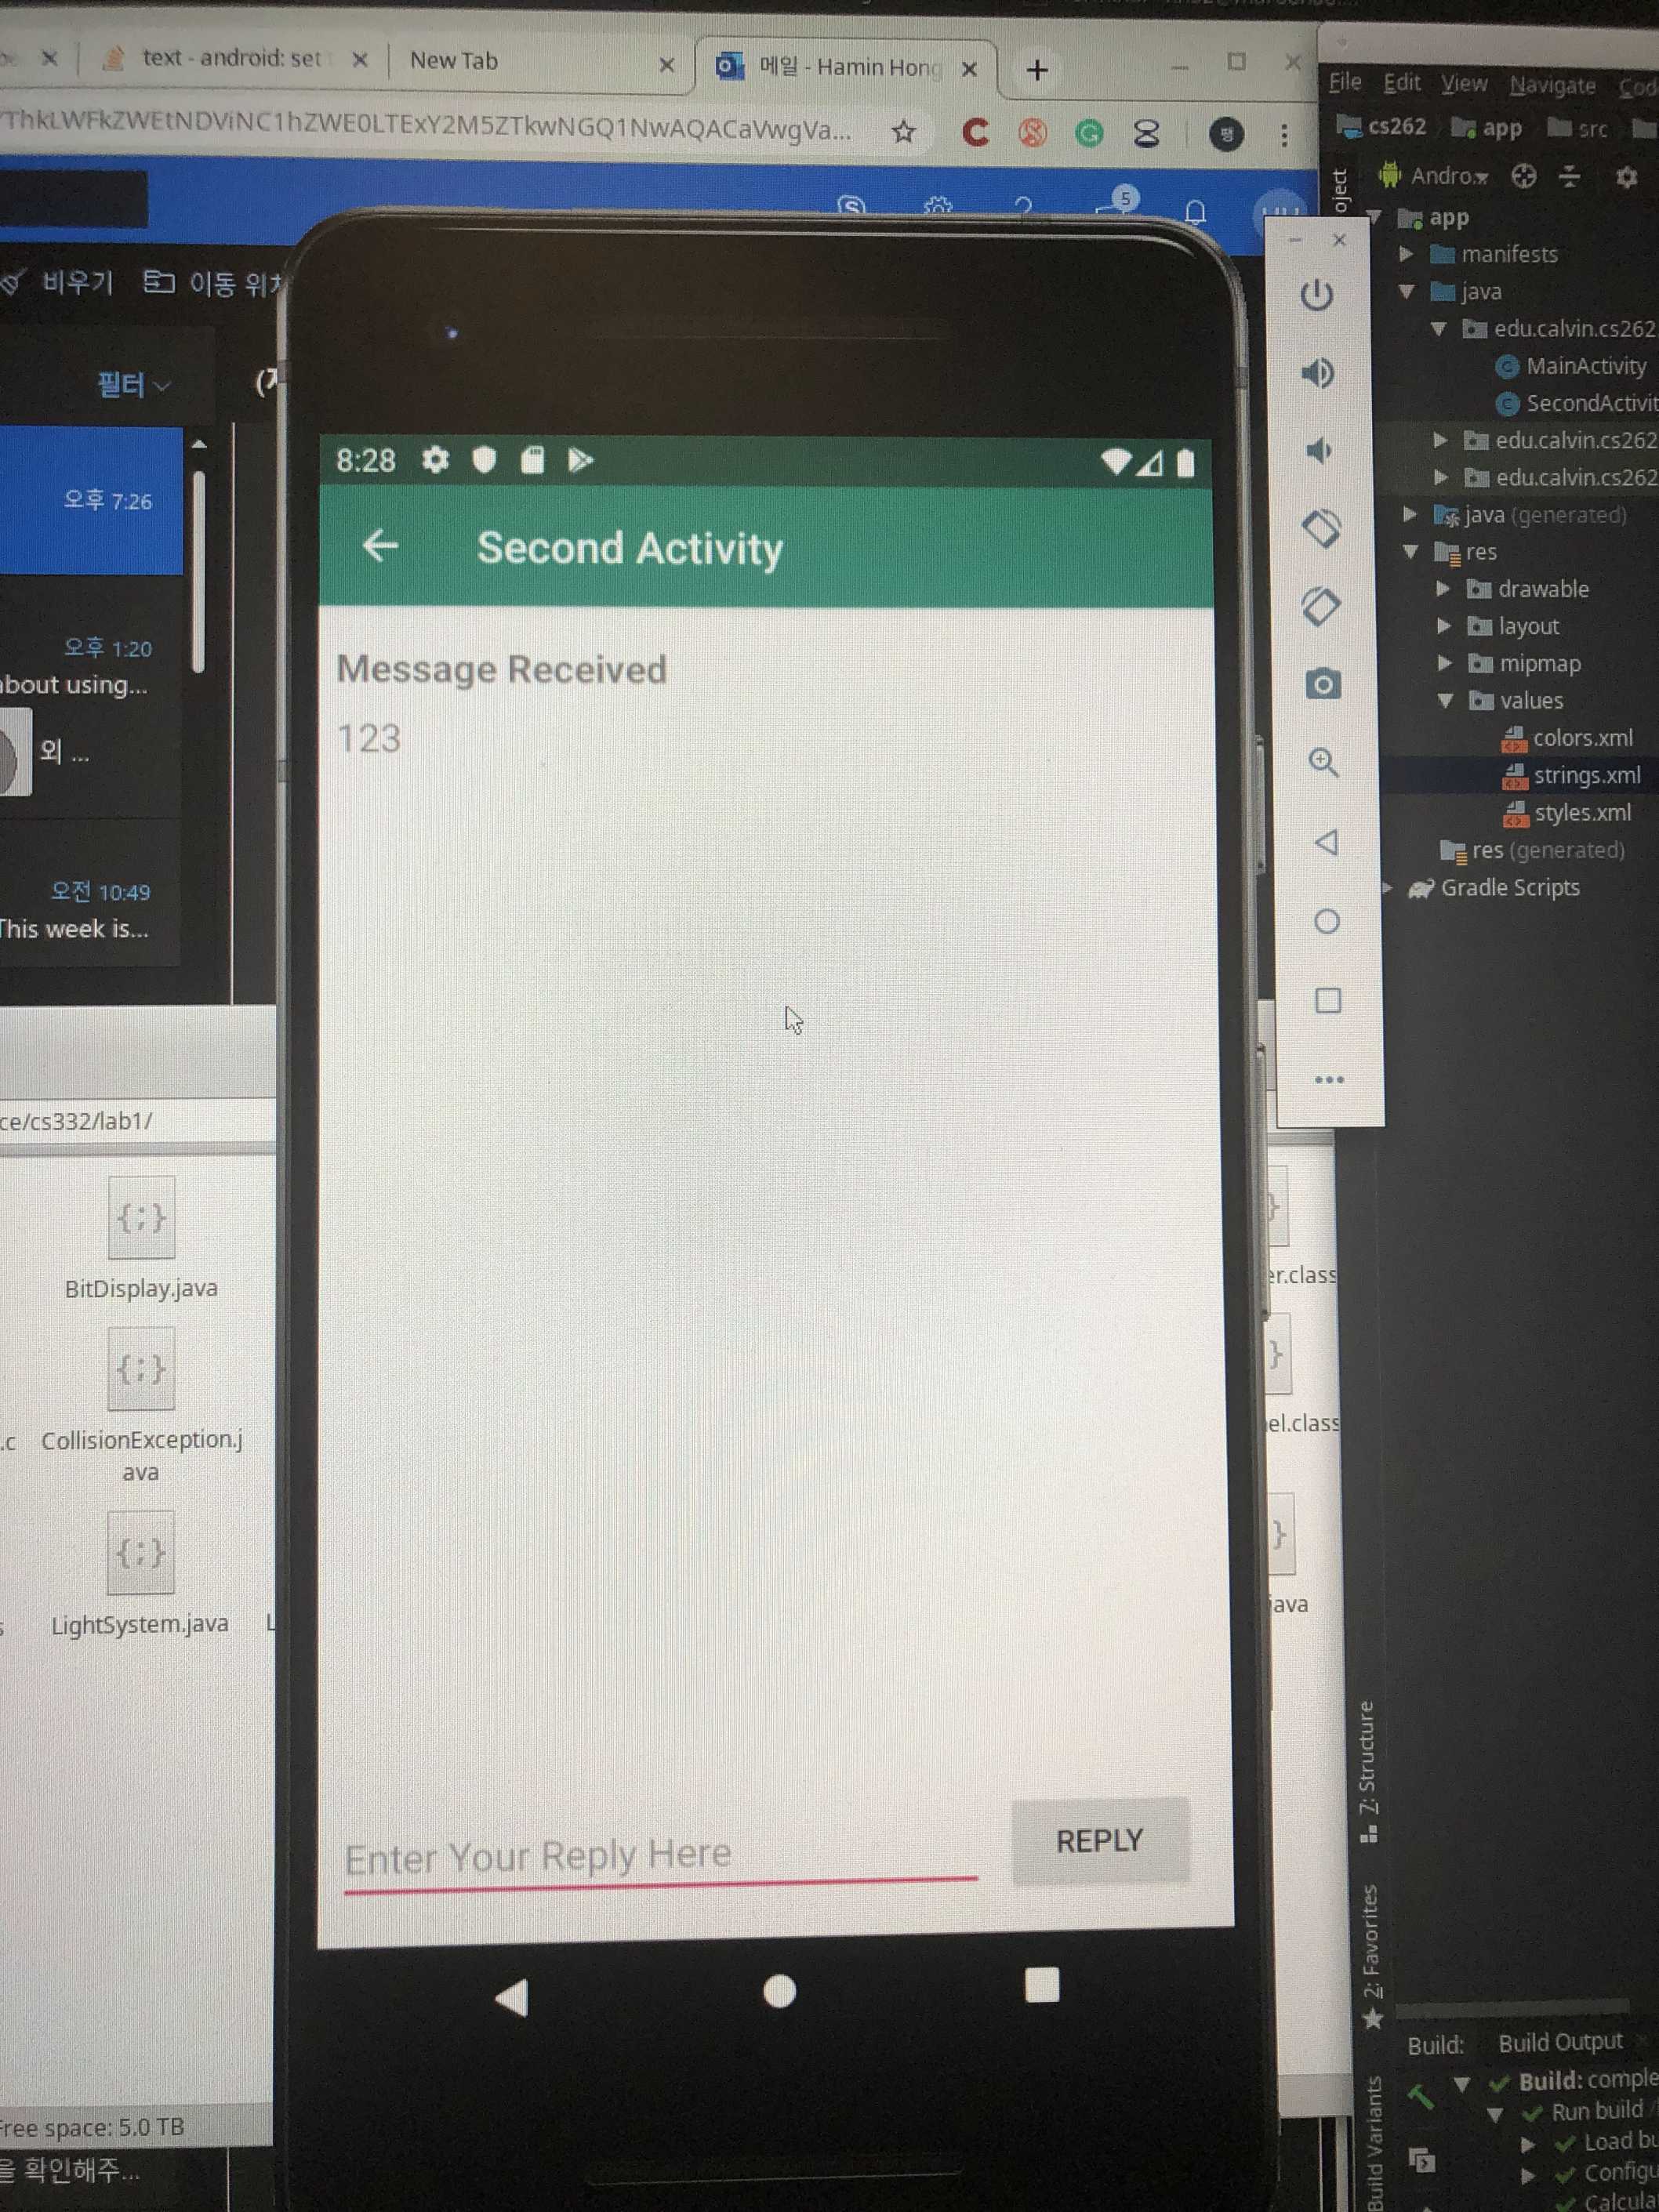 text - android: set
New Tab
메일 - Hamin Hong
ThkLWFkZWEtNDViNC1hZWE0LTExY2M5ZTkwNGQ1NwAQACaVwgVa...
5
비우기
이동 위치
필터
오후 7:26
오후 1:20
about using...
외 ...
오전 10:49
This week is...
ce/cs332/lab1/
BitDisplay.java
.c
CollisionException.j
ava
LightSystem.java
Free space: 5.0 TB
을 확인해주...
8:28
Second Activity
Message Received
123
Enter Your Reply Here
REPLY
er.class
el.class
java
File Edit View Navigate Cod
cs262 app src
Andro...
oject
app
manifests
java
edu.calvin.cs262
MainActivity
SecondActivit
edu.calvin.cs262
edu.calvin.cs262
java (generated)
res
drawable
layout
mipmap
values
colors.xml
strings.xml
styles.xml
res (generated)
Gradle Scripts
Z: Structure
2: Favorites
Build Variants
Build: Build Output
Build: comple
Run build
Load bu
Configu
Calcula